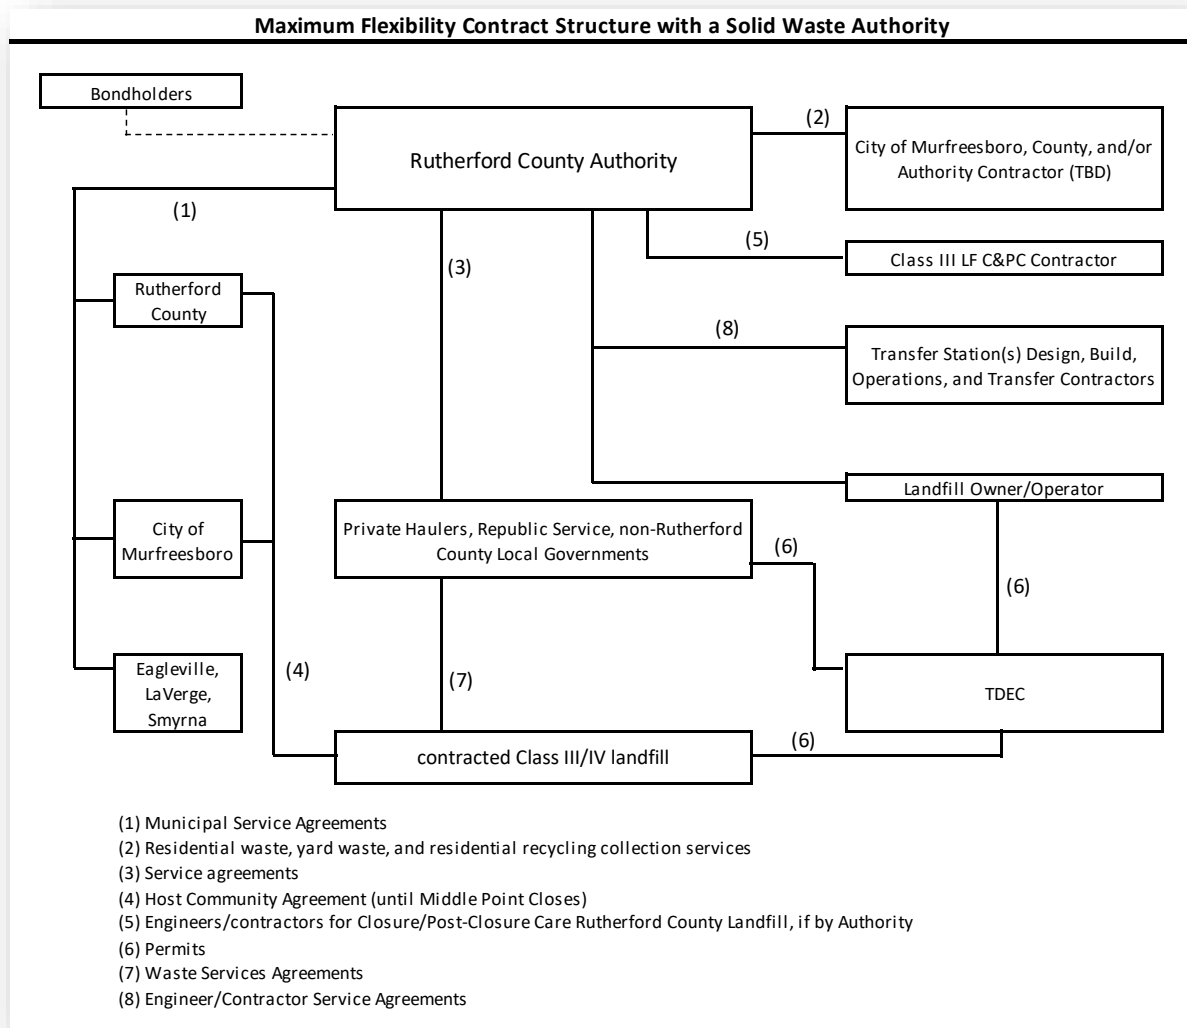 Maximum Flexibility Contract Structure with a Solid Waste Authority
Bondholders
Rutherford County Authority
(2)
City of Murfreesboro, County, and/or
Authority Contractor (TBD)
(1)
(5)
Class III LF C&PC Contractor
(3)
Rutherford
County
(8)
Transfer Station(s) Design, Build,
Operations, and Transfer Contractors
Landfill Owner/Operator
City of
Murfreesboro
Private Haulers, Republic Service, non-Rutherford
County Local Governments
(6)
(6)
Eagleville,
LaVerge,
Smyrna
(4)
(7)
TDEC
contracted Class III/IV landfill
(6)
(1) Municipal Service Agreements
(2) Residential waste, yard waste, and residential recycling collection services
(3) Service agreements
(4) Host Community Agreement (until Middle Point Closes)
(5) Engineers/contractors for Closure/Post-Closure Care Rutherford County Landfill, if by Authority
(6) Permits
(7) Waste Services Agreements
(8) Engineer/Contractor Service Agreements